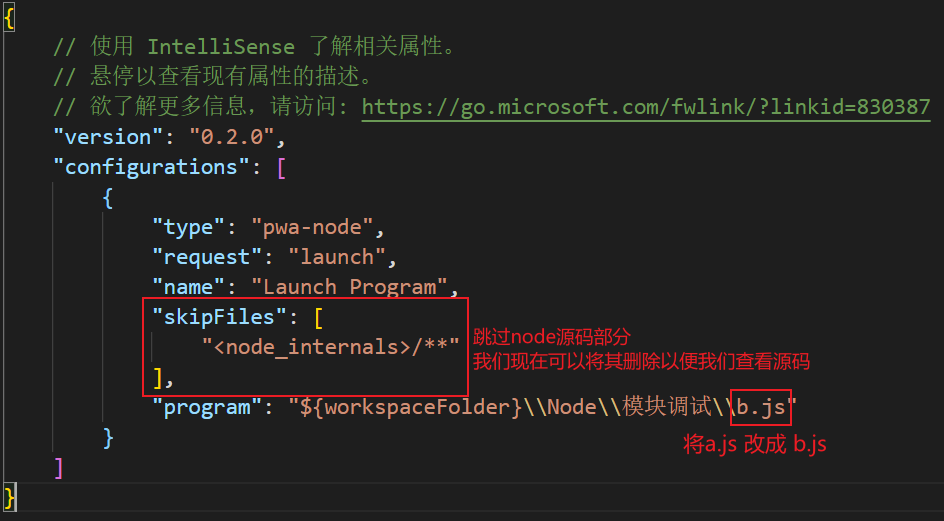 {
// 使用 IntelliSense 了解相关属性。
// 悬停以查看现有属性的描述。
// 欲了解更多信息，请访问: https://go.microsoft.com/fwlink/?linkid=830387
"version": "0.2.0",
"configurations": [
{
"type": "pwa-node",
"request": "launch",
"name": "Launch Program",
"skipFiles": [
"<node_internals>/**"
],
跳过node源码部分
我们现在可以将其删除以便我们查看源码
"program": "${workspaceFolder}\\Node\\模块调试\\b.js"
}
将a.js 改成 b.js
]
}